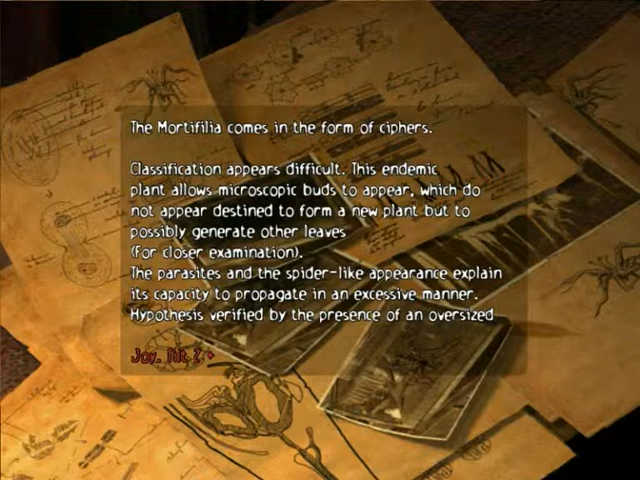 The Mortifilia comes in the form of ciphers.
Classification appears difficult. This endemic
plant allows microscopic buds to appear, which do
not appear destined to form a new plant but to
possibly generate other leaves
(For closer examination).
The parasites and the spider-like appearance explain
its capacity to propagate in an excessive manner.
Hypothesis verified by the presence of an oversized